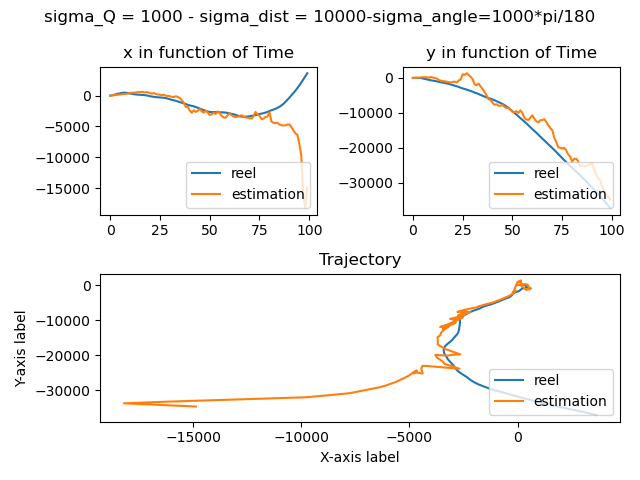 sigma_Q = 1000 - sigma_dist = 10000-sigma_angle=1000*pi/180
x in function of Time
0
−5000
−10000
−15000
0
25
50
75
100
reel
estimation
y in function of Time
0
−10000
−20000
−30000
0
25
50
75
100
reel
estimation
Trajectory
Y-axis label
0
−10000
−20000
−30000
−15000
−10000
−5000
0
reel
estimation
X-axis label